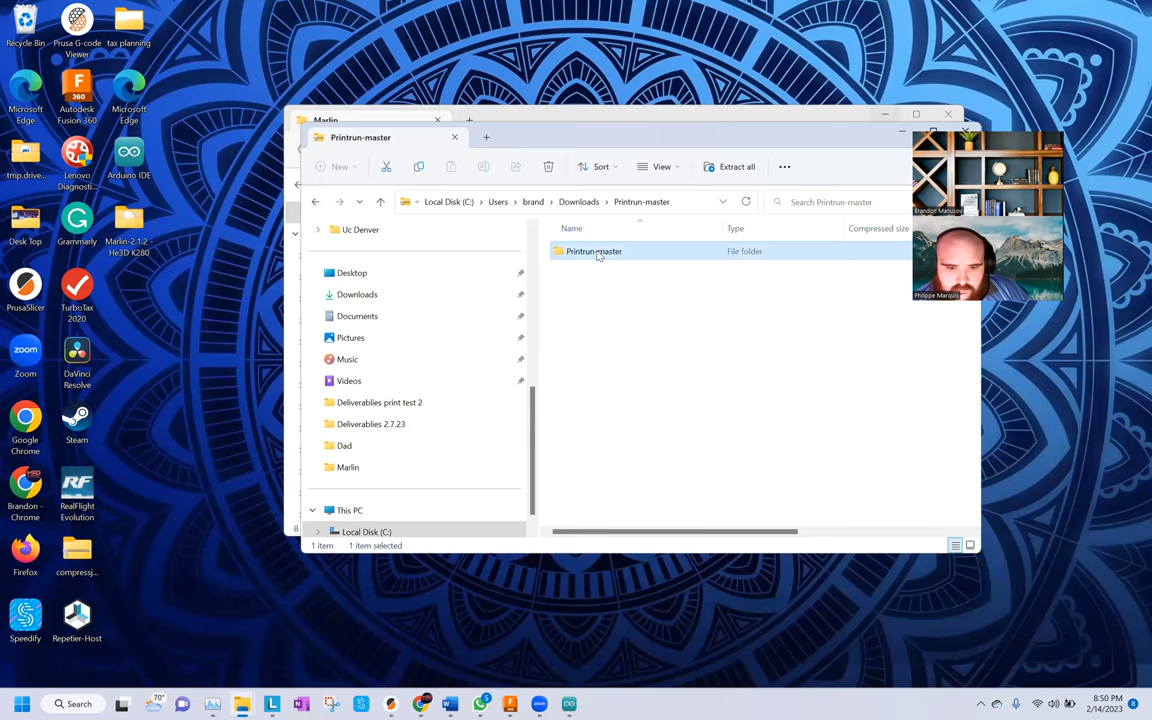 Recycle Bin
Prusa G-code
Viewer
tax planning
Microsoft
Edge
Autodesk
Fusion 360
Microsoft
Edge
.tmp.drive...
Lenovo
Diagnosti...
Arduino IDE
Desk Top
Grammarly
Marlin-2.1.2 -
He3D K280
PrusaSlicer
TurboTax
2020
Zoom
DaVinci
Resolve
Google
Chrome
Steam
Brandon -
Chrome
RealFlight
Evolution
Firefox
compressj...
Speedify
Repetier-Host
Marlin
Printrun-master
New
Sort
View
Extract all
Local Disk (C:) > Users > brand > Downloads > Printrun-master
Search Printrun-master
Name
Type
Compressed size
Printrun-master
File folder
Uc Denver
Desktop
Downloads
Documents
Pictures
Music
Videos
Deliverablies print test 2
Deliverables 2.7.23
Dad
Marlin
This PC
Local Disk (C:)
8
1 item
1 item selected
Brandon Manusov
Philippe Marquis
Search
70°
5
8:50 PM
2/14/2023
8